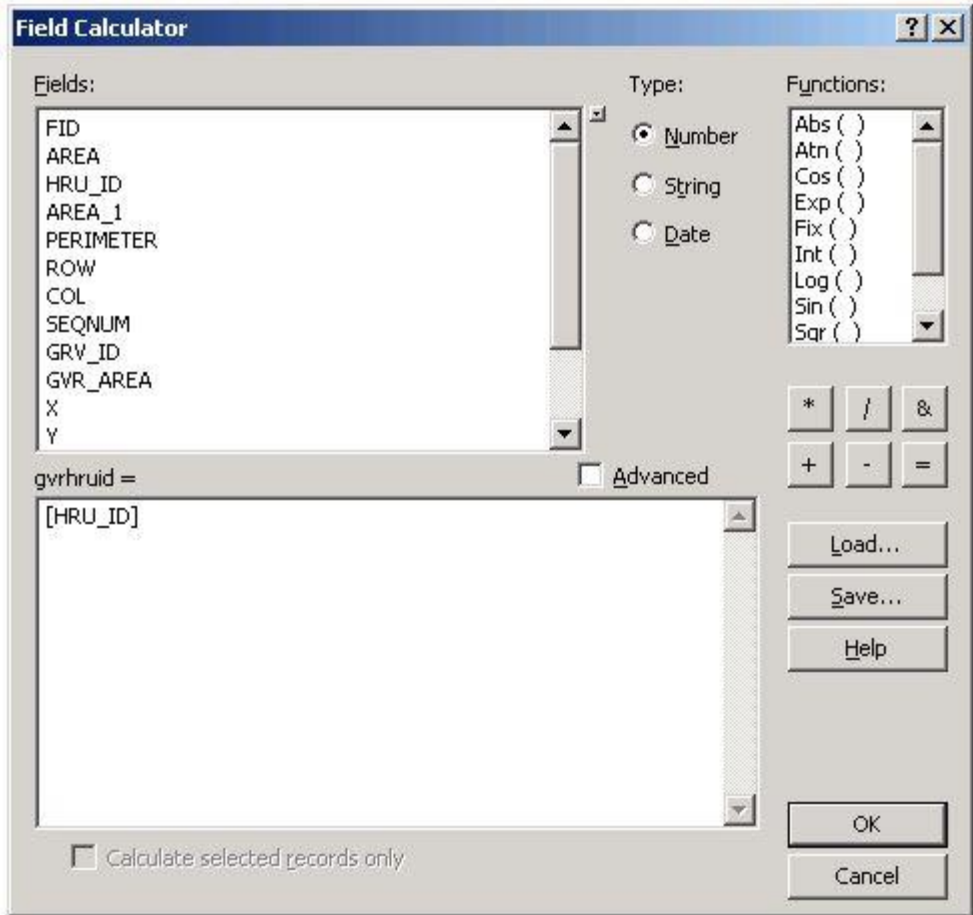 Field Calculator
Fields:
FID
AREA
HRU_ID
AREA_1
PERIMETER
ROW
COL
SEQNUM
GRV_ID
GVR_AREA
X
Y
Type:
Number
String
Date
Functions:
Abs ( )
Atn ( )
Cos ( )
Exp ( )
Fix ( )
Int ( )
Log ( )
Sin ( )
Sqr ( )
* / &
+ - =
gvrhruid =
Advanced
[HRU_ID]
Load...
Save...
Help
Calculate selected records only
OK
Cancel